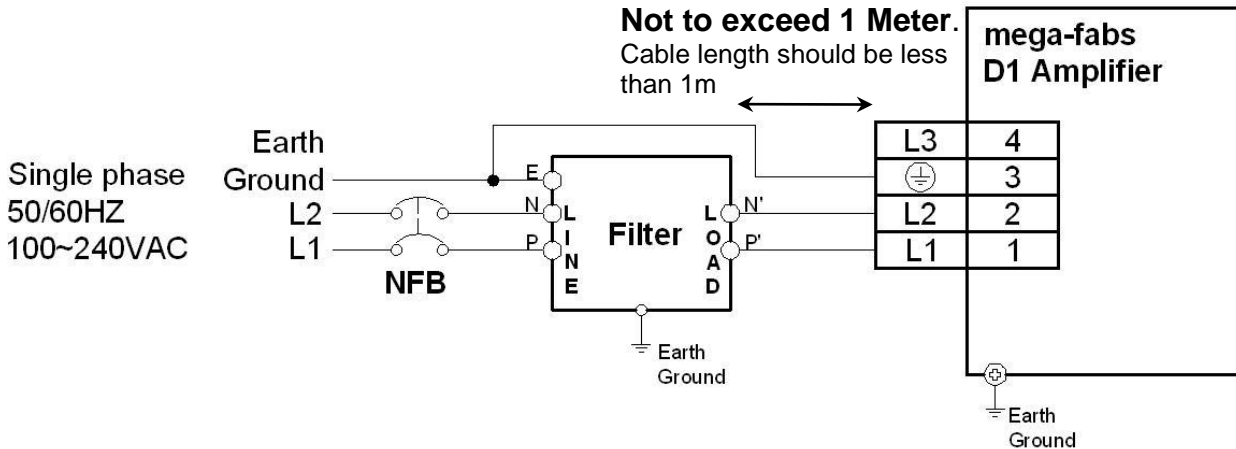 Not to exceed 1 Meter.
Cable length should be less
than 1m
mega-fabs
D1 Amplifier
Single phase
50/60HZ
100~240VAC
Earth
Ground
L2
L1
NFB
E
N
P
LINE
Filter
LOAD
N'
P'
L3 4
3
L2 2
L1 1
Earth
Ground
Earth
Ground